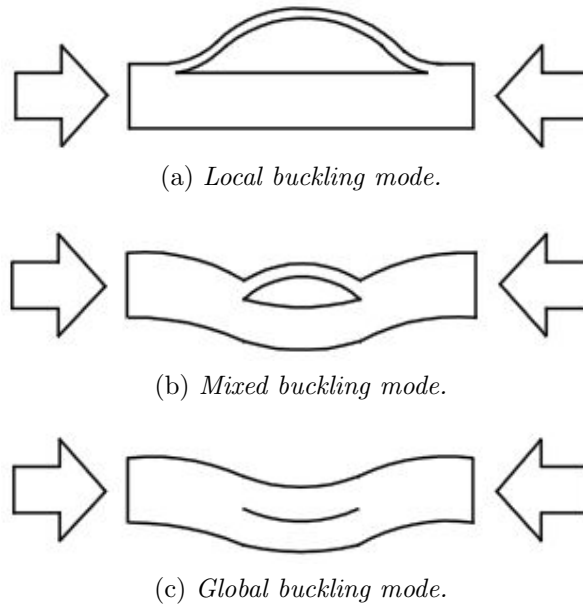 (a) Local buckling mode.
(b) Mixed buckling mode.
(c) Global buckling mode.